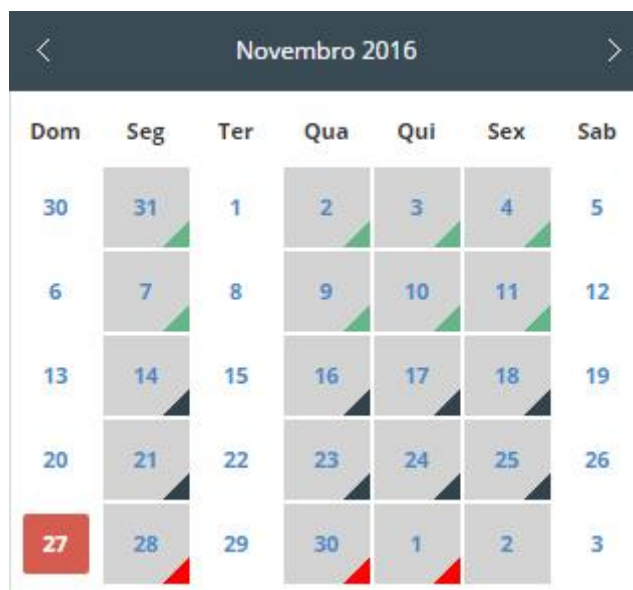 Novembro 2016
Dom Seg Ter Qua Qui Sex Sab
30 31 1 2 3 4 5
6 7 8 9 10 11 12
13 14 15 16 17 18 19
20 21 22 23 24 25 26
27 28 29 30 1 2 3